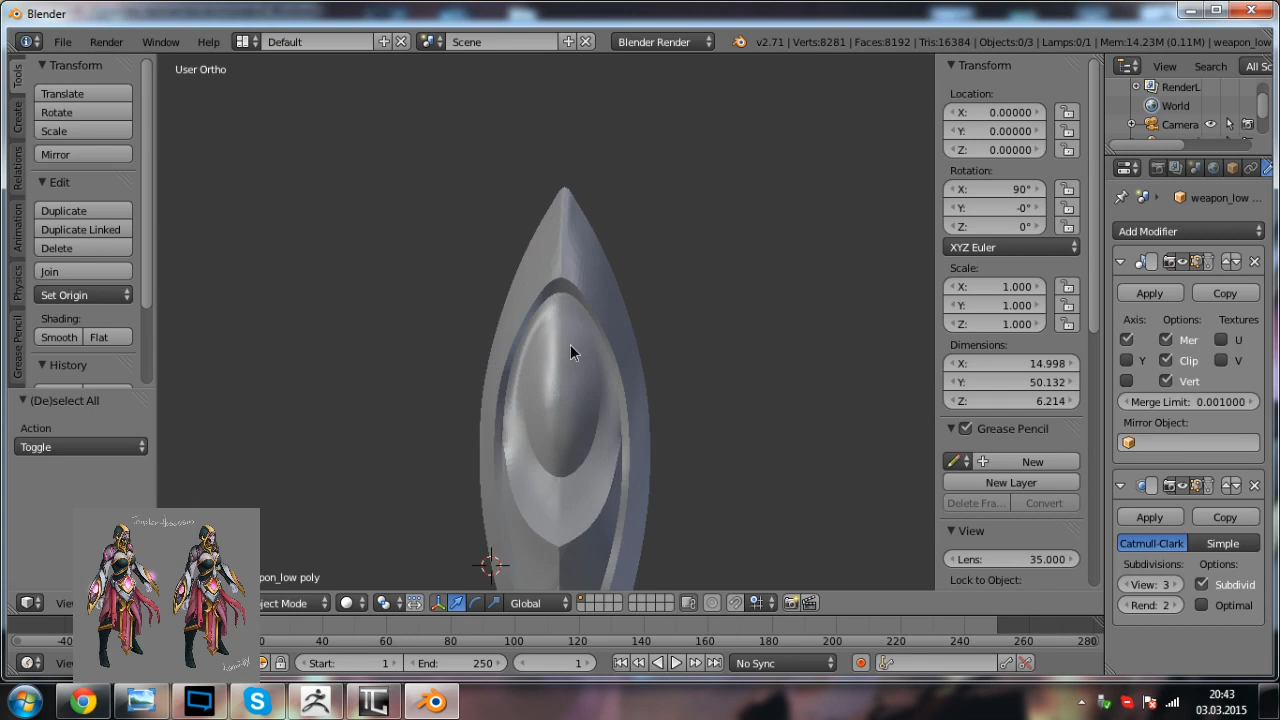 Blender
File Render Window Help Default Scene Blender Render v2.71 | Verts:8281 | Faces:8192 | Tris:16384 | Objects:0/3 | Lamps:0/1 | Mem:14.23M (0.11M) | weapon_low
Tools
Create
Relations
Animation
Physics
Grease Pencil
Transform
Translate
Rotate
Scale
Mirror
Edit
Duplicate
Duplicate Linked
Delete
Join
Set Origin
Shading:
Smooth Flat
History
(De)select All
Action
Toggle
User Ortho
pon_low poly
Transform
Location:
X: 0.00000
Y: 0.00000
Z: 0.00000
Rotation:
X: 90°
Y: -0°
Z: 0°
XYZ Euler
Scale:
X: 1.000
Y: 1.000
Z: 1.000
Dimensions:
X: 14.998
Y: 50.132
Z: 6.214
Grease Pencil
New
New Layer
Delete Fra... Convert
View
Lens: 35.000
Lock to Object:
View Search All Sc
RenderL
World
Camera
weapon_low ...
Add Modifier
Apply Copy
Axis: Options: Textures
Mer U
Y Clip V
Vert
Merge Limit: 0.001000
Mirror Object:
Apply Copy
Catmull-Clark Simple
Subdivisions: Options:
View: 3 Subdivid
Rend: 2 Optimal
Vie ject Mode Global
-40 20 40 60 80 100 120 140 160 180 200 220 240 260 280
Vie Start: 1 End: 250 1 No Sync
20:43
03.03.2015